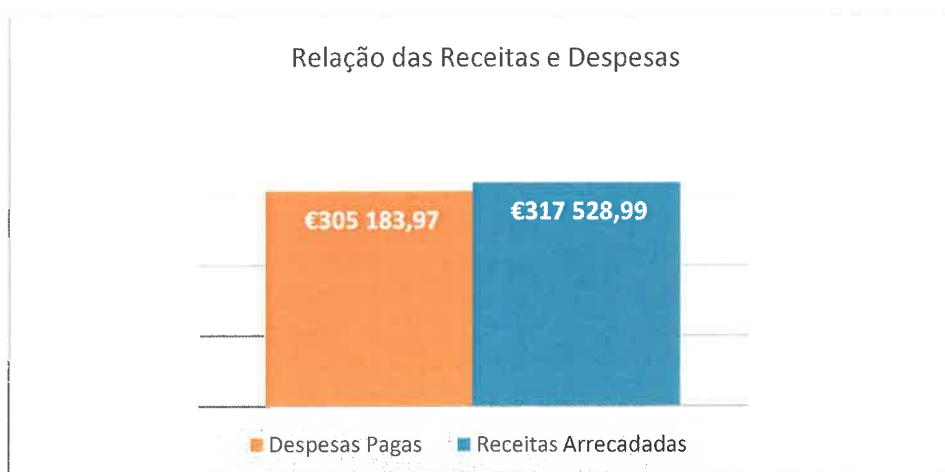 Relação das Receitas e Despesas
€305 183,97
€317 528,99
Despesas Pagas
Receitas Arrecadadas